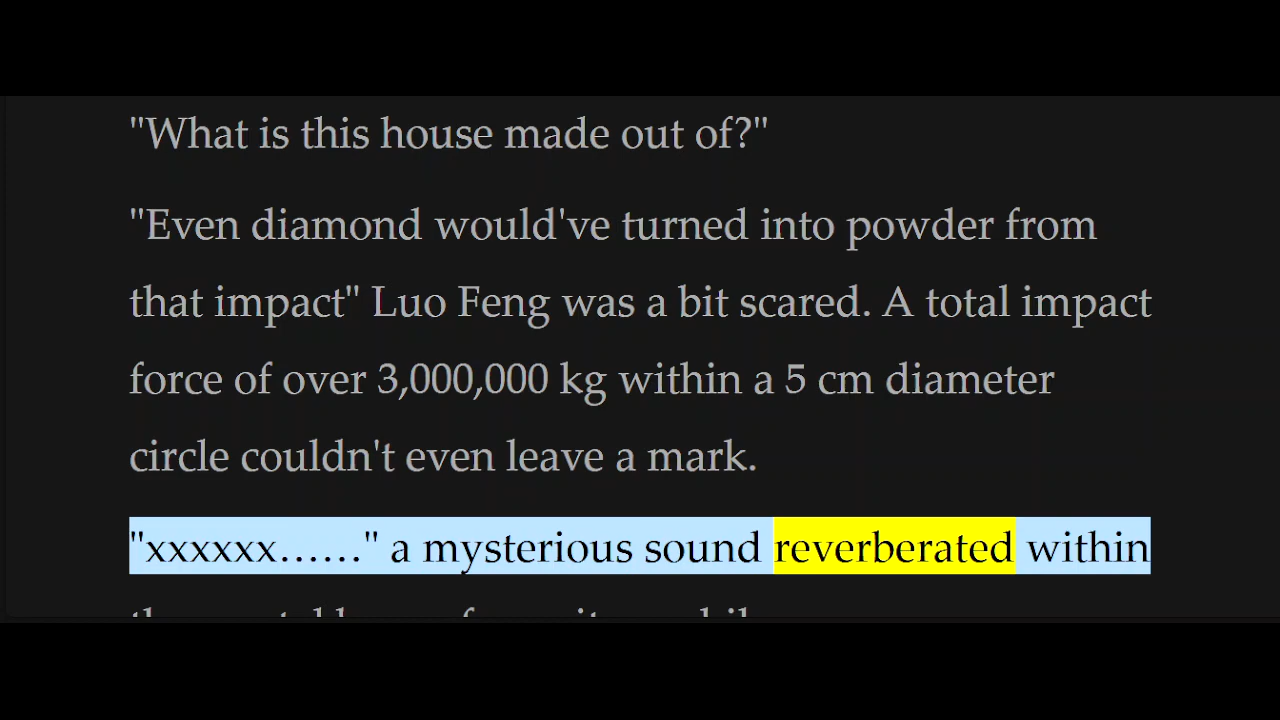 "What is this house made out of?"
"Even diamond would've turned into powder from
that impact" Luo Feng was a bit scared. A total impact
force of over 3,000,000 kg within a 5 cm diameter
circle couldn't even leave a mark.
"xxxxxx……" a mysterious sound reverberated within